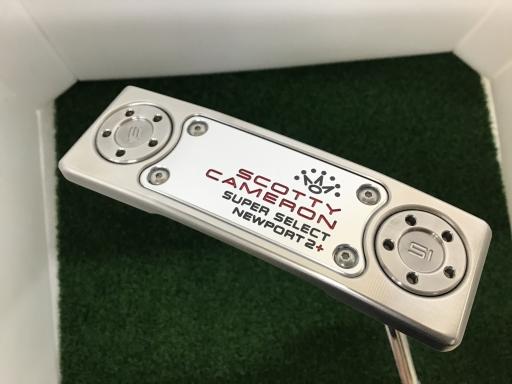 SCOTTY
CAMERON
SUPER SELECT
NEWPORT 2+